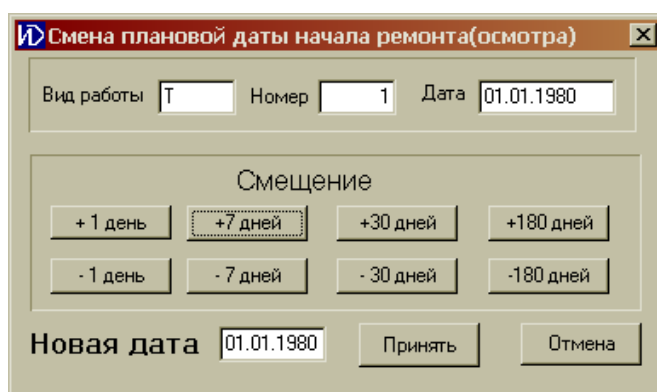 ИД Смена плановой даты начала ремонта(осмотра)
Вид работы Т Номер 1 Дата 01.01.1980
Смещение
+ 1 день +7 дней +30 дней +180 дней
- 1 день - 7 дней - 30 дней -180 дней
Новая дата 01.01.1980 Принять Отмена